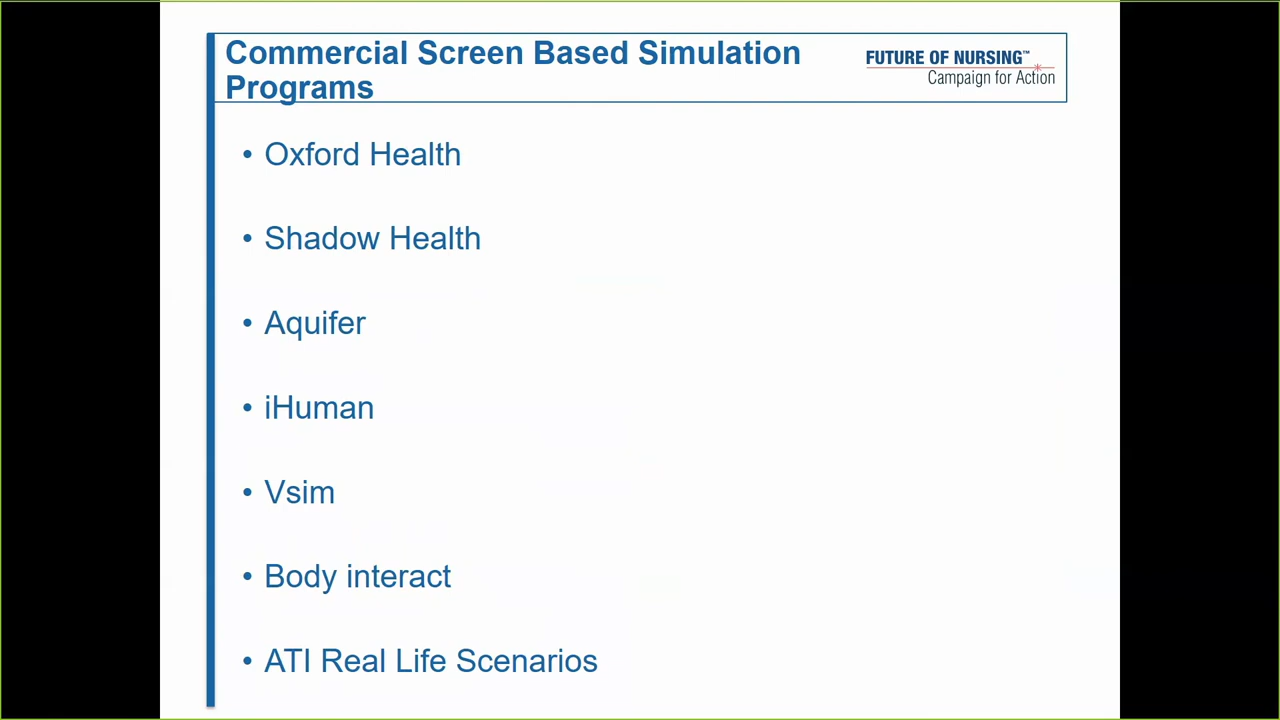 Commercial Screen Based Simulation
Programs
FUTURE OF NURSING™
Campaign for Action
• Oxford Health
• Shadow Health
• Aquifer
• iHuman
• Vsim
• Body interact
• ATI Real Life Scenarios